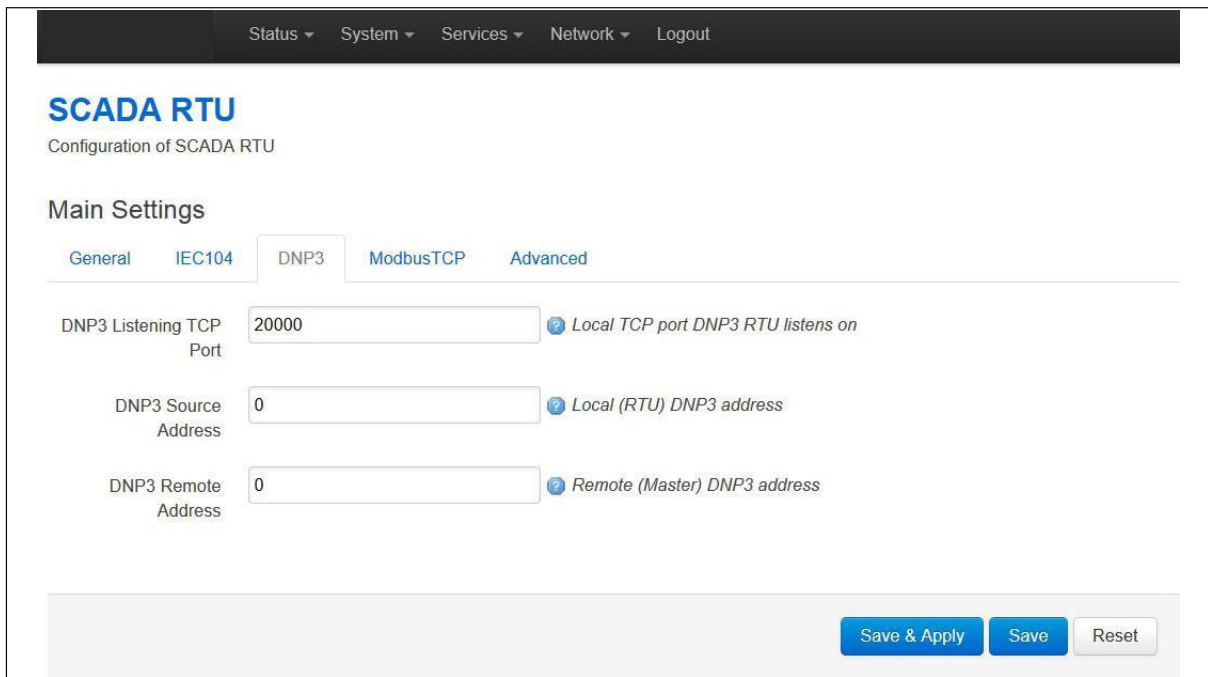 Status System Services Network Logout
SCADA RTU
Configuration of SCADA RTU
Main Settings
General IEC104 DNP3 ModbusTCP Advanced
DNP3 Listening TCP Port 20000 Local TCP port DNP3 RTU listens on
DNP3 Source Address 0 Local (RTU) DNP3 address
DNP3 Remote Address 0 Remote (Master) DNP3 address
Save & Apply Save Reset